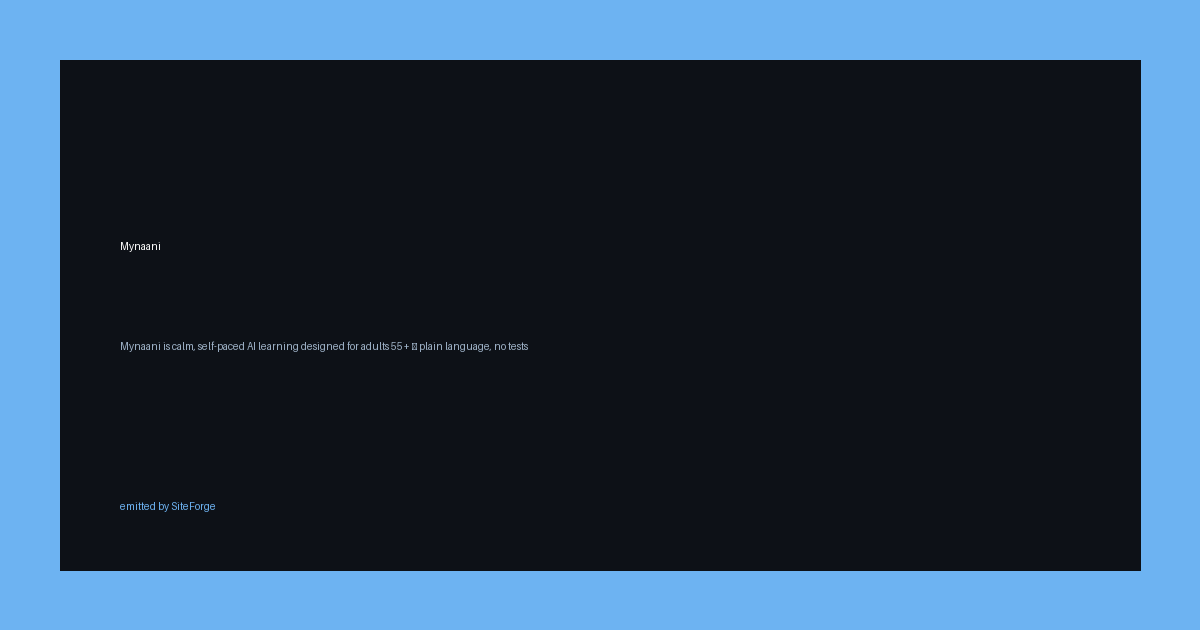 Mynaani
Mynaani is calm, self-paced AI learning designed for adults 55+ plain language, no tests
emitted by SiteForge